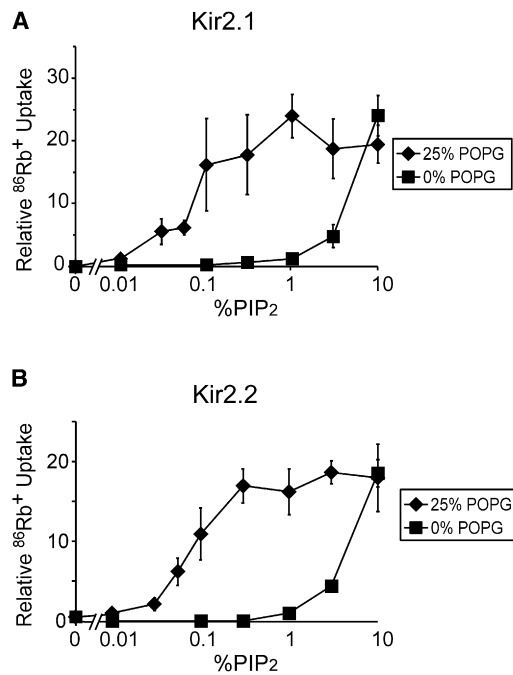 A
Kir2.1
Relative ⁸⁶Rb⁺ Uptake
30
20
10
0
0
0.01
0.1
1
10
%PIP₂
25% POPG
0% POPG
B
Kir2.2
Relative ⁸⁶Rb⁺ Uptake
20
10
0
0
0.01
0.1
1
10
%PIP₂
25% POPG
0% POPG